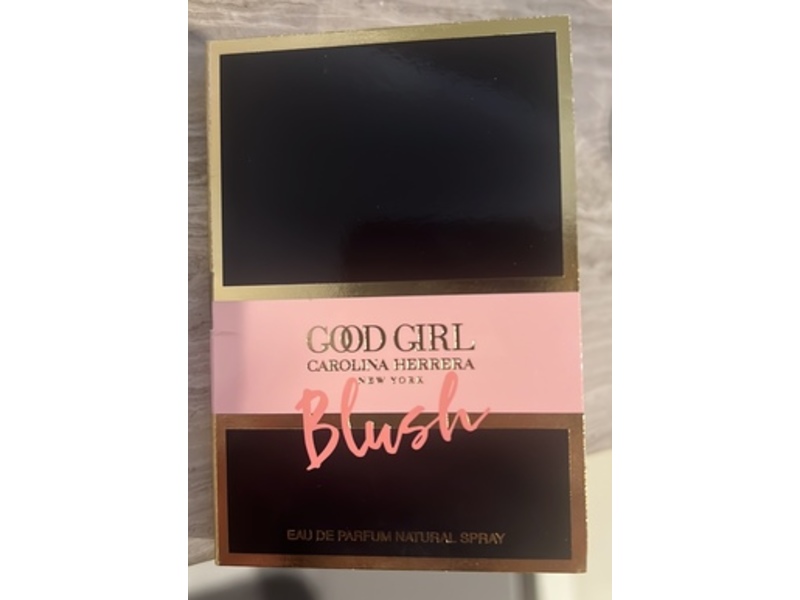 GOOD GIRL
CAROLINA HERRERA
NEW YORK
Blush
EAU DE PARFUM NATURAL SPRAY